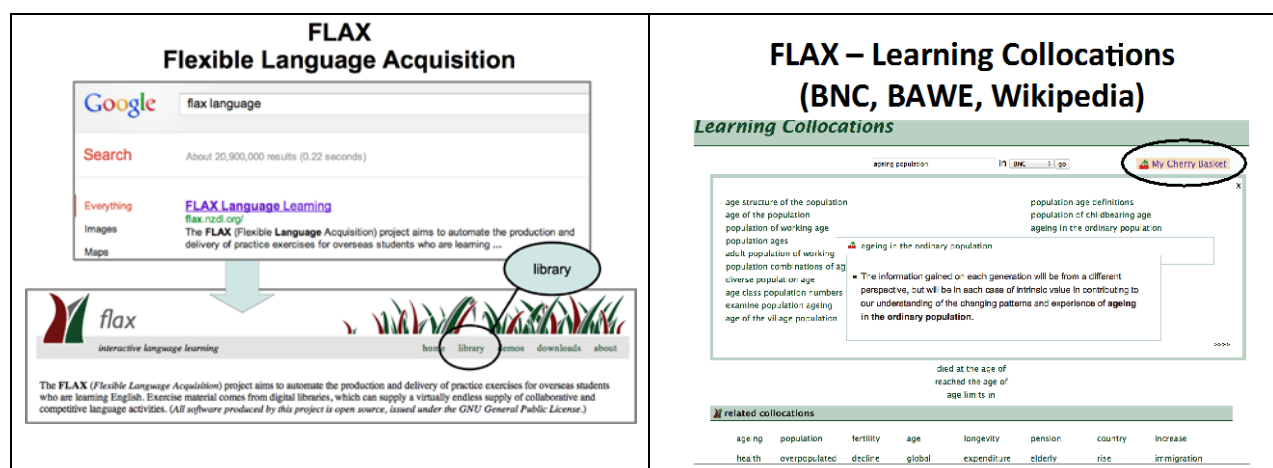 FLAX
Flexible Language Acquisition
Google
flax language
Search
About 20,900,000 results (0.22 seconds)
Everything
FLAX Language Learning
flax.nzdl.org/
Images
The FLAX (Flexible Language Acquisition) project aims to automate the production and
delivery of practice exercises for overseas students who are learning ...
Maps
library
flax
interactive language learning
home library demos downloads about
The FLAX (Flexible Language Acquisition) project aims to automate the production and delivery of practice exercises for overseas students
who are learning English. Exercise material comes from digital libraries, which can supply a virtually endless supply of collaborative and
competitive language activities. (All software produced by this project is open source, issued under the GNU General Public License.)
FLAX – Learning Collocations
(BNC, BAWE, Wikipedia)
Learning Collocations
ageing population in BNC go
My Cherry Basket
x
age structure of the population
age of the population
population of working age
population ages
adult population of working
population combinations of ag
diverse population age
age class population numbers
examine population ageing
age of the village population
population age definitions
population of childbearing age
ageing in the ordinary population
ageing in the ordinary population
The information gained on each generation will be from a different
perspective, but will be in each case of intrinsic value in contributing to
our understanding of the changing patterns and experience of ageing
in the ordinary population.
>>>>
died at the age of
reached the age of
age limits in
related collocations
ageing population fertility age longevity pension country increase
health overpopulated decline global expenditure elderly rise immigration